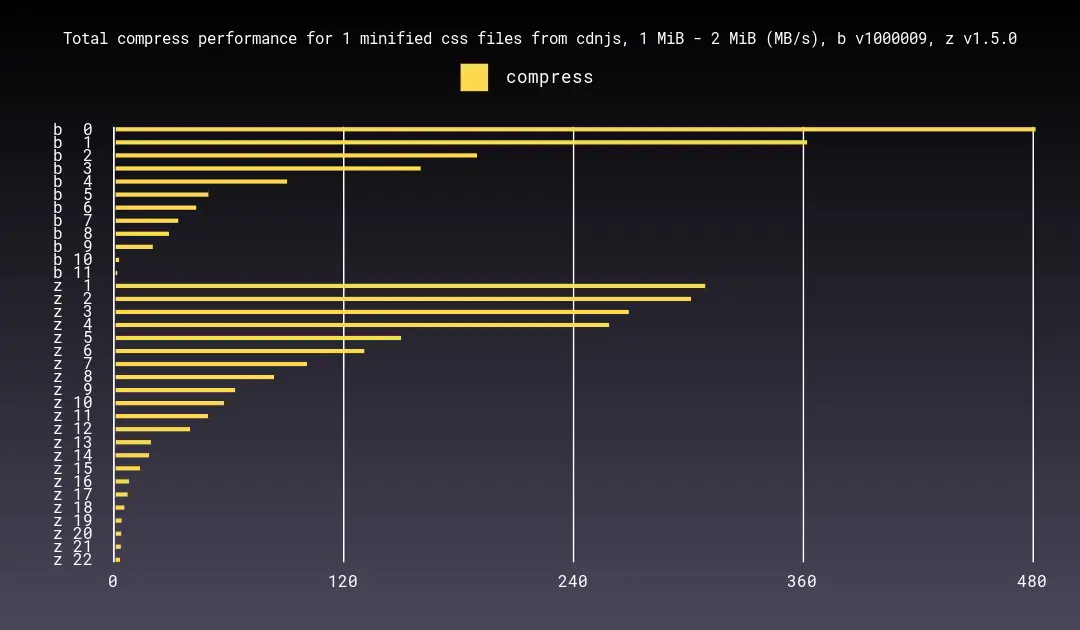 Total compress performance for 1 minified css files from cdnjs, 1 MiB - 2 MiB (MB/s), b v1000009, z v1.5.0
compress
b 0
b 1
b 2
b 3
b 4
b 5
b 6
b 7
b 8
b 9
b 10
b 11
z 1
z 2
z 3
z 4
z 5
z 6
z 7
z 8
z 9
z 10
z 11
z 12
z 13
z 14
z 15
z 16
z 17
z 18
z 19
z 20
z 21
z 22
0 120 240 360 480